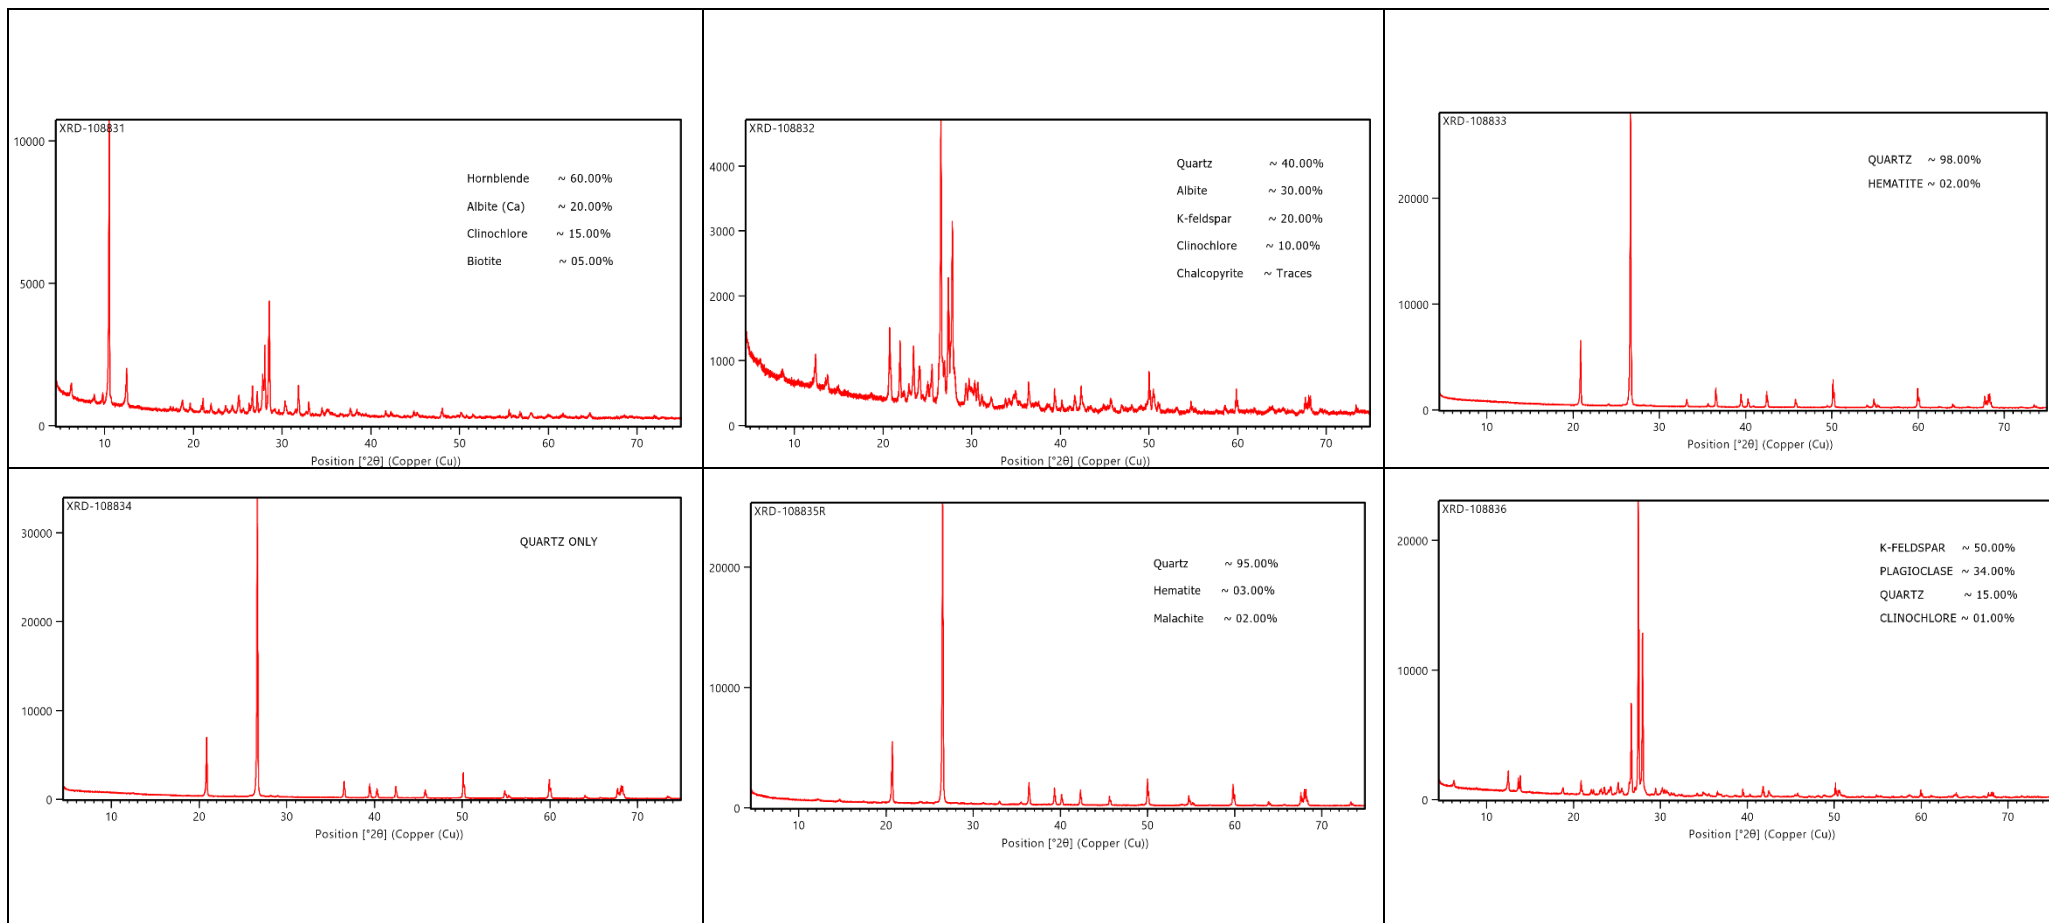 XRD-108831
10000
5000
0
Hornblende ~ 60.00%
Albite (Ca) ~ 20.00%
Clinochlore ~ 15.00%
Biotite ~ 05.00%
10 20 30 40 50 60 70
Position [°2θ] (Copper (Cu))
XRD-108832
4000
3000
2000
1000
0
Quartz ~ 40.00%
Albite ~ 30.00%
K-feldspar ~ 20.00%
Clinochlore ~ 10.00%
Chalcopyrite ~ Traces
10 20 30 40 50 60 70
Position [°2θ] (Copper (Cu))
XRD-108833
20000
10000
0
QUARTZ ~ 98.00%
HEMATITE ~ 02.00%
10 20 30 40 50 60 70
Position [°2θ] (Copper (Cu))
XRD-108834
30000
20000
10000
0
QUARTZ ONLY
10 20 30 40 50 60 70
Position [°2θ] (Copper (Cu))
XRD-108835R
20000
10000
0
Quartz ~ 95.00%
Hematite ~ 03.00%
Malachite ~ 02.00%
10 20 30 40 50 60 70
Position [°2θ] (Copper (Cu))
XRD-108836
20000
10000
0
K-FELDSPAR ~ 50.00%
PLAGIOCLASE ~ 34.00%
QUARTZ ~ 15.00%
CLINOCHLORE ~ 01.00%
10 20 30 40 50 60 70
Position [°2θ] (Copper (Cu))